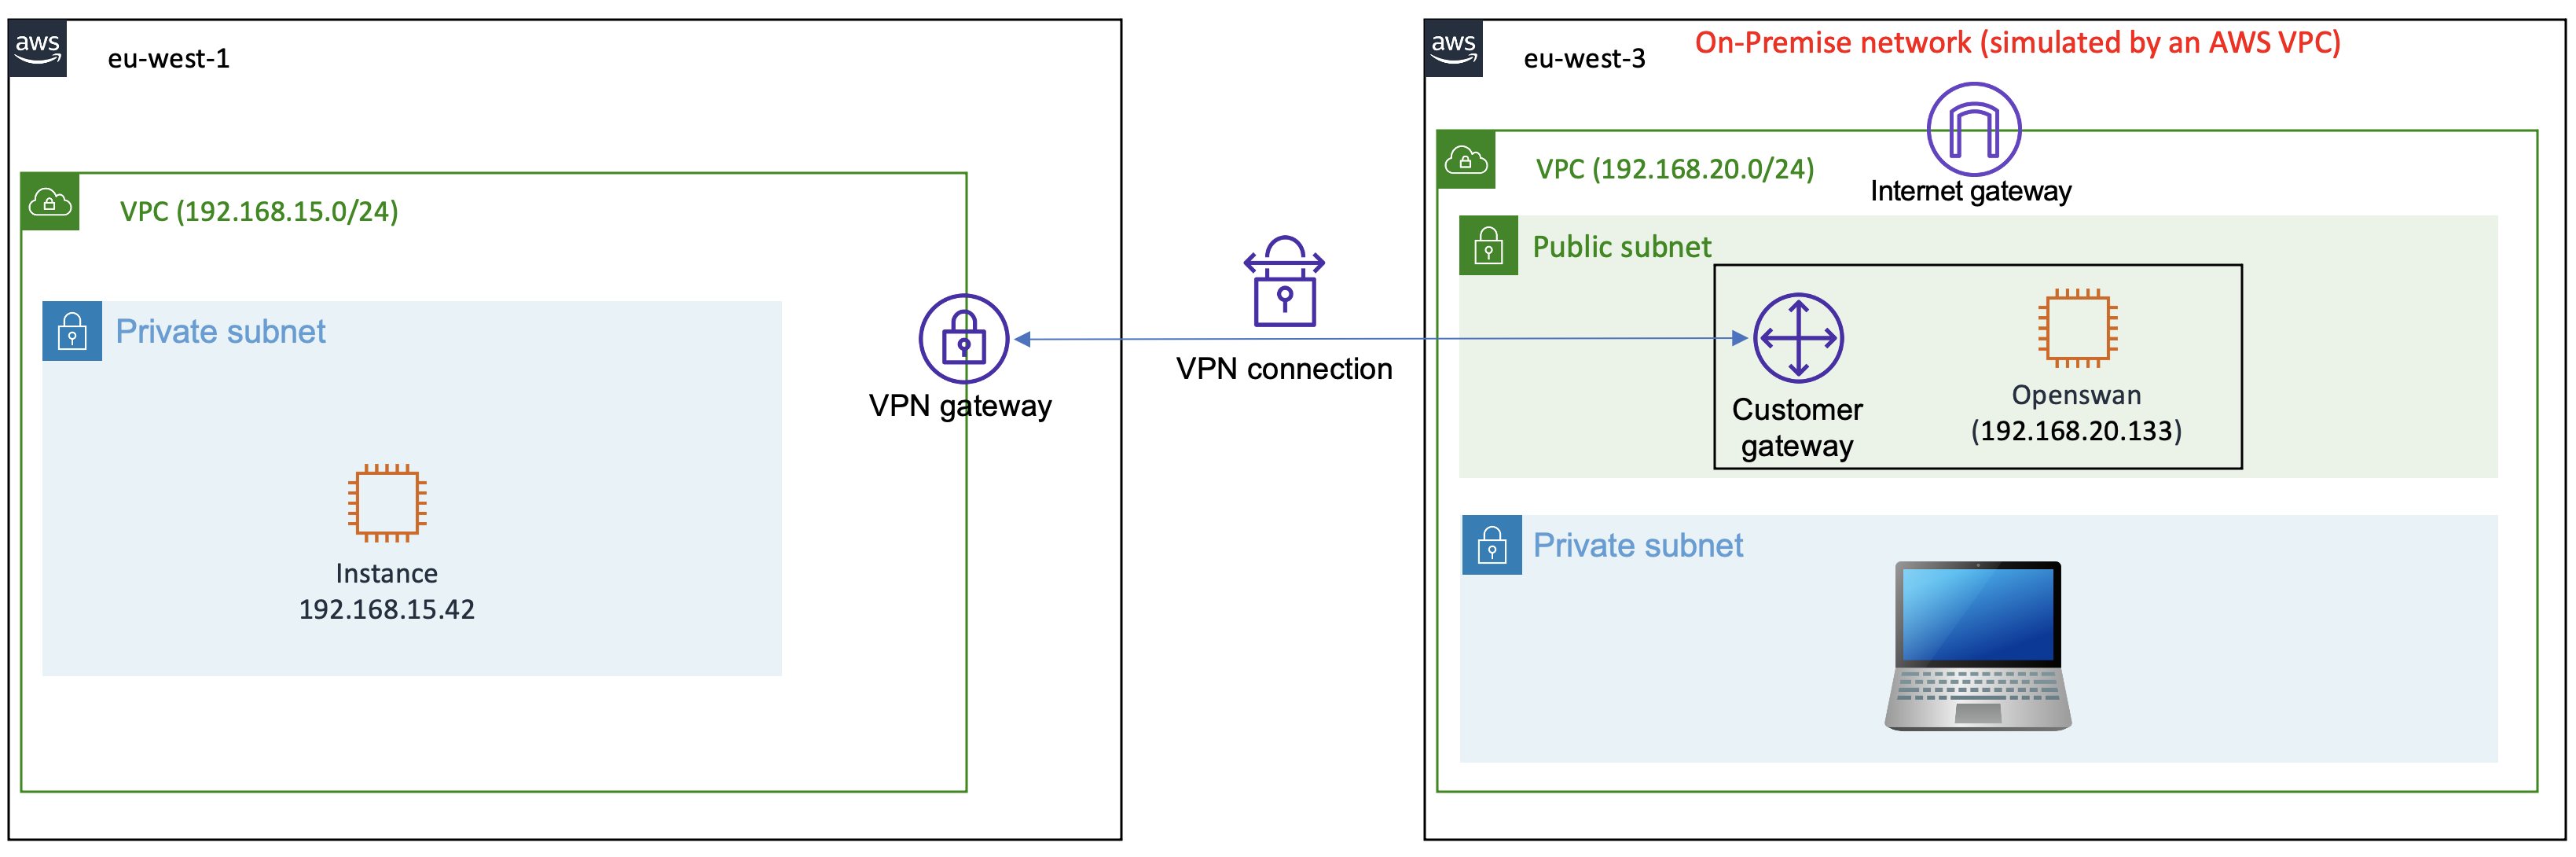 aws
eu-west-1
VPC (192.168.15.0/24)
Private subnet
Instance
192.168.15.42
VPN gateway
VPN connection
aws
eu-west-3
On-Premise network (simulated by an AWS VPC)
VPC (192.168.20.0/24)
Internet gateway
Public subnet
Customer
gateway
Openswan
(192.168.20.133)
Private subnet